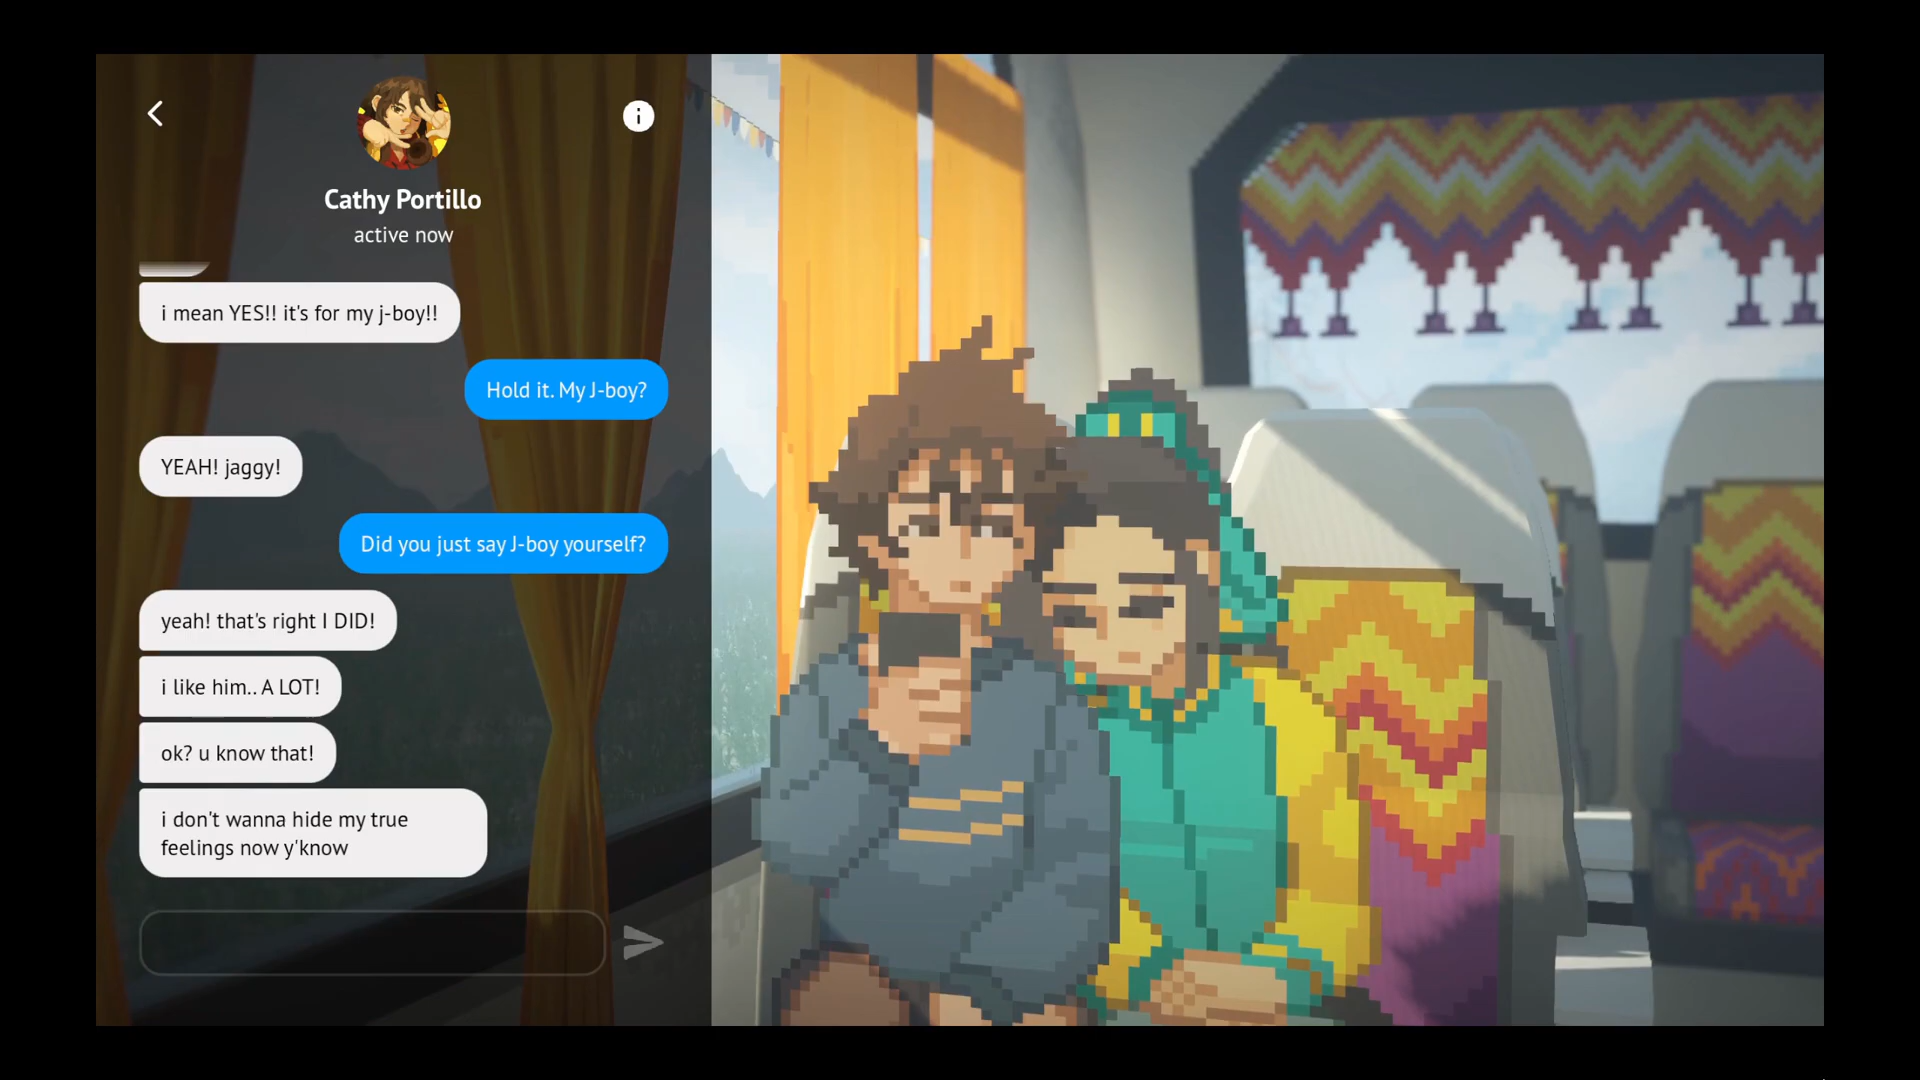 Cathy Portillo
active now
i mean YES!! it's for my j-boy!!
Hold it. My J-boy?
YEAH! jaggy!
Did you just say J-boy yourself?
yeah! that's right I DID!
i like him.. A LOT!
ok? u know that!
i don't wanna hide my true
feelings now y'know